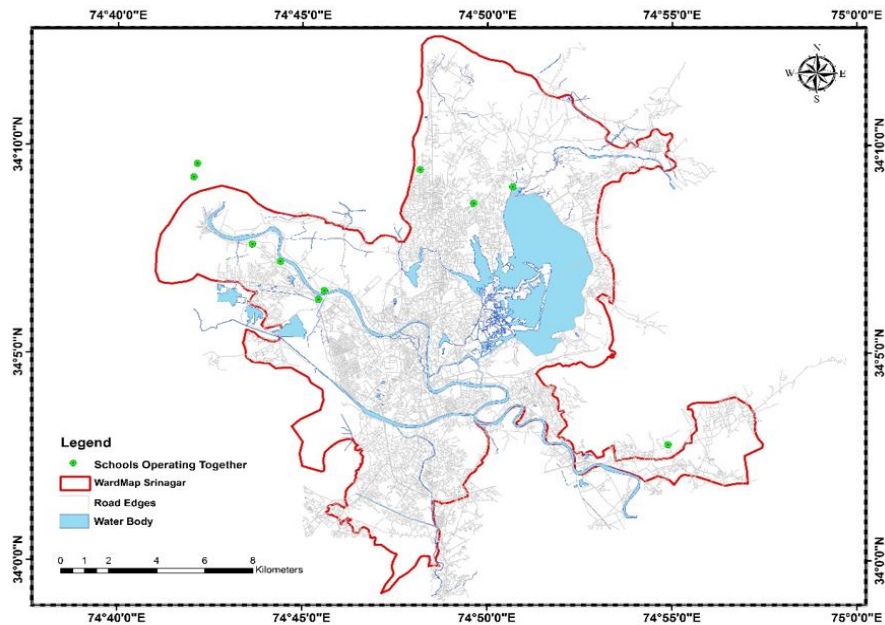 74°40'0"E 74°45'0"E 74°50'0"E 74°55'0"E 75°0'0"E
N
W E
S
34°10'0"N 34°10'0"N
34°5'0"N 34°5'0"N
Legend
Schools Operating Together
WardMap Srinagar
Road Edges
Water Body
34°0'0"N 34°0'0"N
0 1 2 4 6 8
Kilometers
74°40'0"E 74°45'0"E 74°50'0"E 74°55'0"E 75°0'0"E